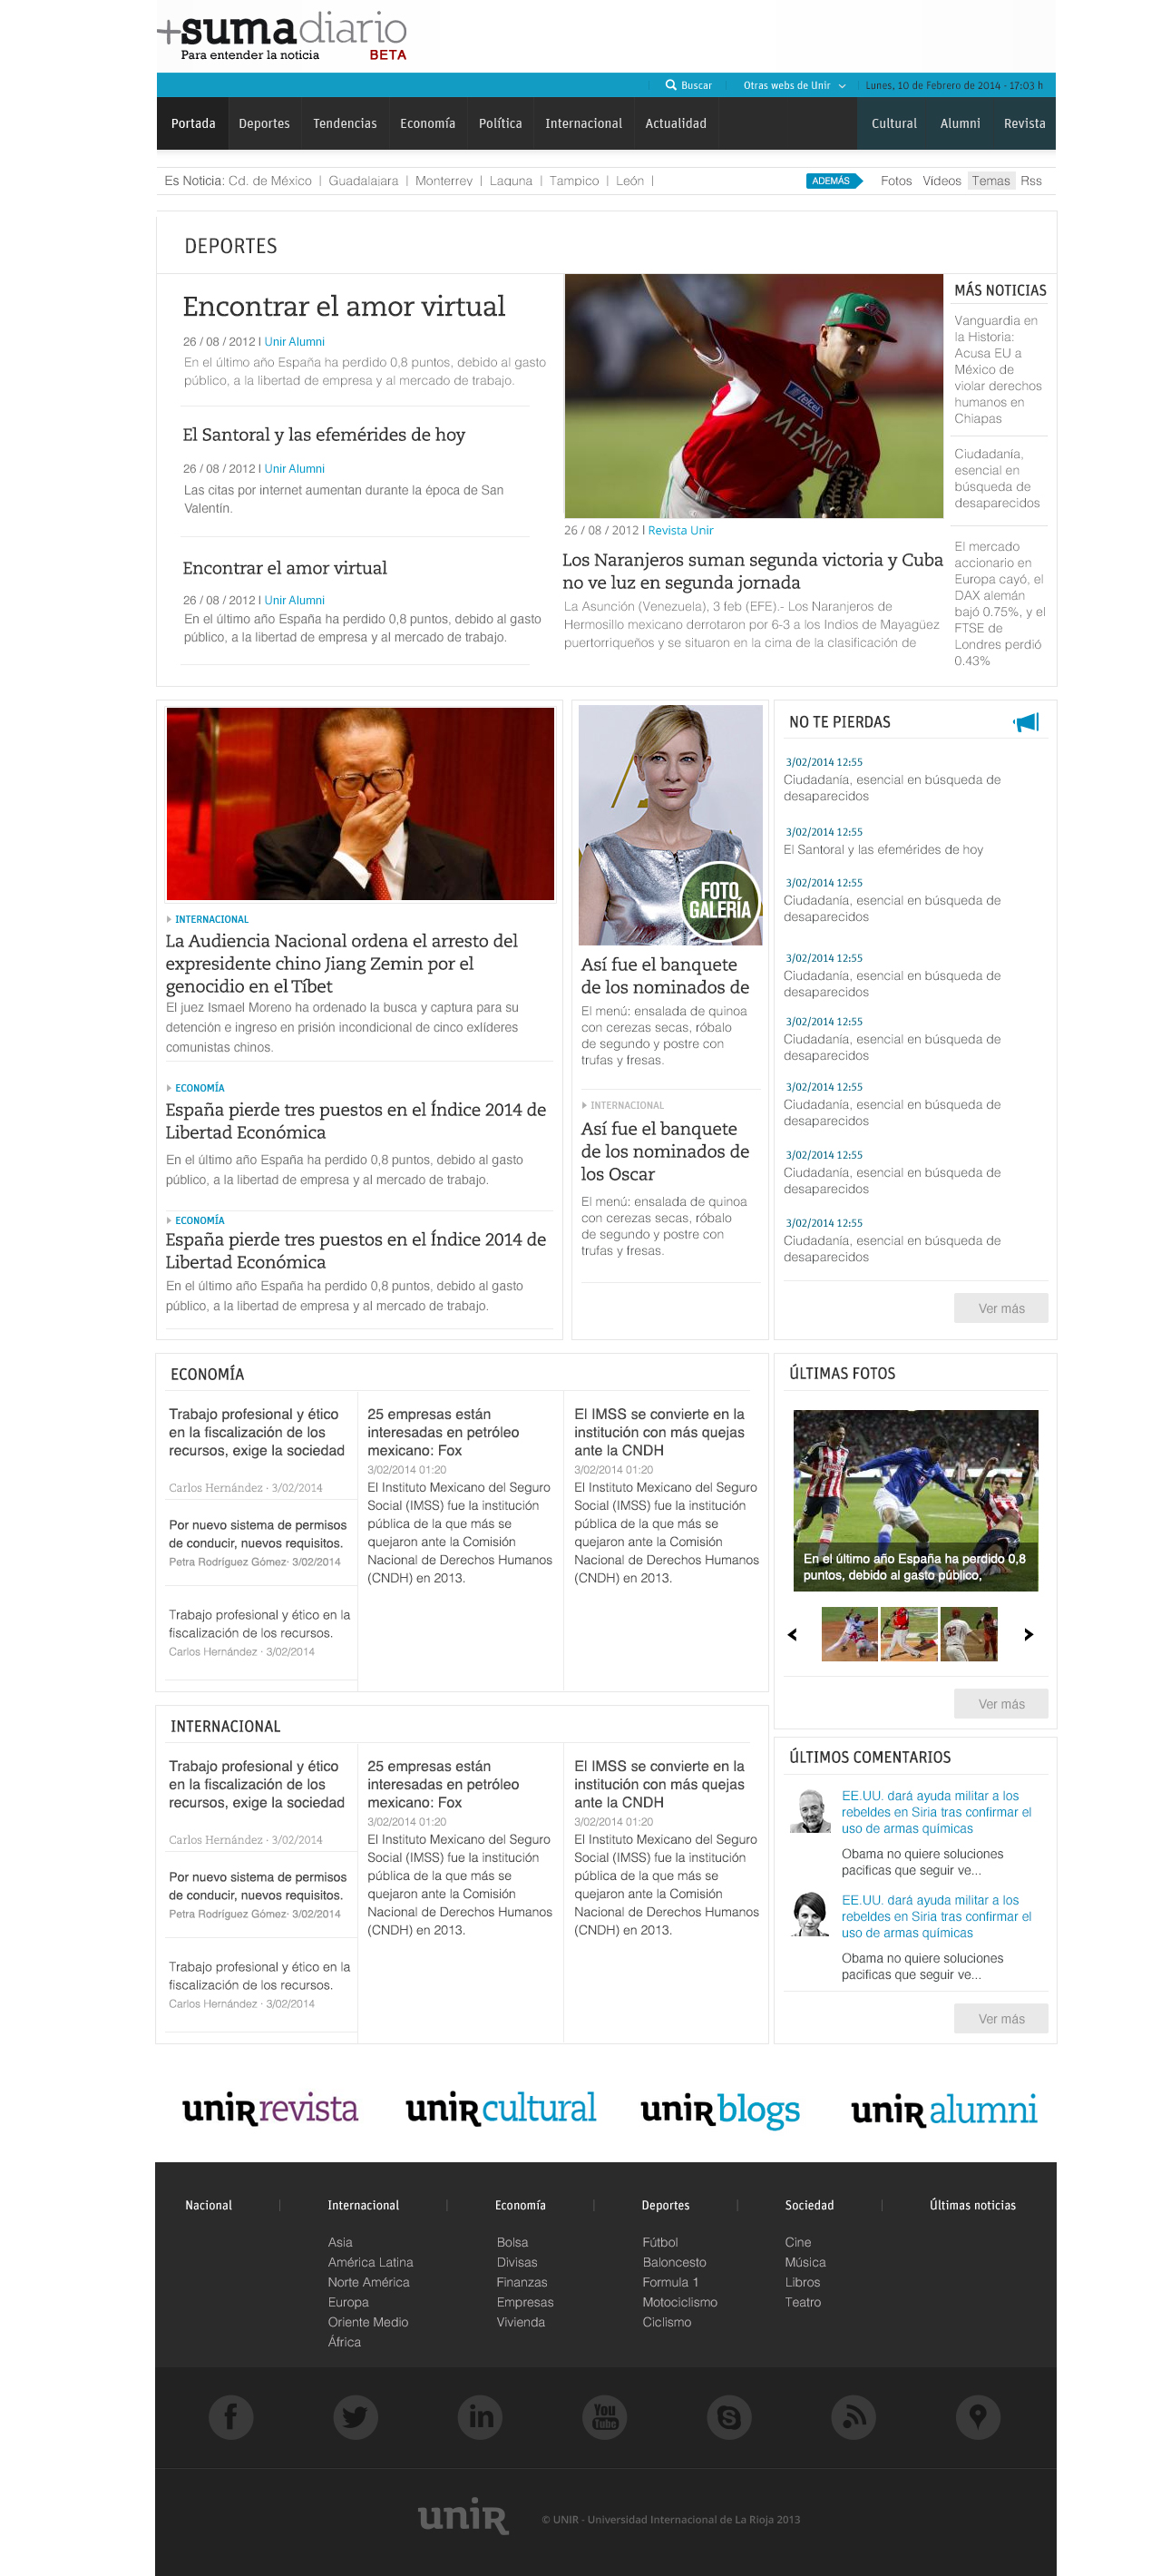 +sumadiario
Para entender la noticia BETA
Buscar Otras webs de Unir Lunes, 10 de Febrero de 2014 - 17:03 h
Portada Deportes Tendencias Economía Política Internacional Actualidad Cultural Alumni Revista
Es Noticia: Cd. de México | Guadalajara | Monterrey | Laguna | Tampico | León |
ADEMÁS Fotos Vídeos Temas Rss
DEPORTES
Encontrar el amor virtual
26 / 08 / 2012 | Unir Alumni
En el último año España ha perdido 0,8 puntos, debido al gasto
público, a la libertad de empresa y al mercado de trabajo.
El Santoral y las efemérides de hoy
26 / 08 / 2012 | Unir Alumni
Las citas por internet aumentan durante la época de San
Valentín.
Encontrar el amor virtual
26 / 08 / 2012 | Unir Alumni
En el último año España ha perdido 0,8 puntos, debido al gasto
público, a la libertad de empresa y al mercado de trabajo.
telcel
MÉXICO
26 / 08 / 2012 | Revista Unir
Los Naranjeros suman segunda victoria y Cuba
no ve luz en segunda jornada
La Asunción (Venezuela), 3 feb (EFE).- Los Naranjeros de
Hermosillo mexicano derrotaron por 6-3 a los Indios de Mayagüez
puertorriqueños y se situaron en la cima de la clasificación de
MÁS NOTICIAS
Vanguardia en
la Historia:
Acusa EU a
México de
violar derechos
humanos en
Chiapas
Ciudadanía,
esencial en
búsqueda de
desaparecidos
El mercado
accionario en
Europa cayó, el
DAX alemán
bajó 0.75%, y el
FTSE de
Londres perdió
0.43%
INTERNACIONAL
La Audiencia Nacional ordena el arresto del
expresidente chino Jiang Zemin por el
genocidio en el Tíbet
El juez Ismael Moreno ha ordenado la busca y captura para su
detención e ingreso en prisión incondicional de cinco exlíderes
comunistas chinos.
ECONOMÍA
España pierde tres puestos en el Índice 2014 de
Libertad Económica
En el último año España ha perdido 0,8 puntos, debido al gasto
público, a la libertad de empresa y al mercado de trabajo.
ECONOMÍA
España pierde tres puestos en el Índice 2014 de
Libertad Económica
En el último año España ha perdido 0,8 puntos, debido al gasto
público, a la libertad de empresa y al mercado de trabajo.
FOTO
GALERÍA
Así fue el banquete
de los nominados de
El menú: ensalada de quinoa
con cerezas secas, róbalo
de segundo y postre con
trufas y fresas.
INTERNACIONAL
Así fue el banquete
de los nominados de
los Oscar
El menú: ensalada de quinoa
con cerezas secas, róbalo
de segundo y postre con
trufas y fresas.
NO TE PIERDAS
3/02/2014 12:55
Ciudadanía, esencial en búsqueda de
desaparecidos
3/02/2014 12:55
El Santoral y las efemérides de hoy
3/02/2014 12:55
Ciudadanía, esencial en búsqueda de
desaparecidos
3/02/2014 12:55
Ciudadanía, esencial en búsqueda de
desaparecidos
3/02/2014 12:55
Ciudadanía, esencial en búsqueda de
desaparecidos
3/02/2014 12:55
Ciudadanía, esencial en búsqueda de
desaparecidos
3/02/2014 12:55
Ciudadanía, esencial en búsqueda de
desaparecidos
3/02/2014 12:55
Ciudadanía, esencial en búsqueda de
desaparecidos
Ver más
ECONOMÍA
Trabajo profesional y ético
en la fiscalización de los
recursos, exige la sociedad
Carlos Hernández · 3/02/2014
Por nuevo sistema de permisos
de conducir, nuevos requisitos.
Petra Rodríguez Gómez· 3/02/2014
Trabajo profesional y ético en la
fiscalización de los recursos.
Carlos Hernández · 3/02/2014
25 empresas están
interesadas en petróleo
mexicano: Fox
3/02/2014 01:20
El Instituto Mexicano del Seguro
Social (IMSS) fue la institución
pública de la que más se
quejaron ante la Comisión
Nacional de Derechos Humanos
(CNDH) en 2013.
El IMSS se convierte en la
institución con más quejas
ante la CNDH
3/02/2014 01:20
El Instituto Mexicano del Seguro
Social (IMSS) fue la institución
pública de la que más se
quejaron ante la Comisión
Nacional de Derechos Humanos
(CNDH) en 2013.
ÚLTIMAS FOTOS
En el último año España ha perdido 0,8
puntos, debido al gasto público,
32
Ver más
INTERNACIONAL
Trabajo profesional y ético
en la fiscalización de los
recursos, exige la sociedad
Carlos Hernández · 3/02/2014
Por nuevo sistema de permisos
de conducir, nuevos requisitos.
Petra Rodríguez Gómez· 3/02/2014
Trabajo profesional y ético en la
fiscalización de los recursos.
Carlos Hernández · 3/02/2014
25 empresas están
interesadas en petróleo
mexicano: Fox
3/02/2014 01:20
El Instituto Mexicano del Seguro
Social (IMSS) fue la institución
pública de la que más se
quejaron ante la Comisión
Nacional de Derechos Humanos
(CNDH) en 2013.
El IMSS se convierte en la
institución con más quejas
ante la CNDH
3/02/2014 01:20
El Instituto Mexicano del Seguro
Social (IMSS) fue la institución
pública de la que más se
quejaron ante la Comisión
Nacional de Derechos Humanos
(CNDH) en 2013.
ÚLTIMOS COMENTARIOS
EE.UU. dará ayuda militar a los
rebeldes en Siria tras confirmar el
uso de armas químicas
Obama no quiere soluciones
pacificas que seguir ve...
EE.UU. dará ayuda militar a los
rebeldes en Siria tras confirmar el
uso de armas químicas
Obama no quiere soluciones
pacificas que seguir ve...
Ver más
unir revista unir cultural unir blogs unir alumni
Nacional | Internacional | Economía | Deportes | Sociedad | Últimas noticias
Asia
América Latina
Norte América
Europa
Oriente Medio
África
Bolsa
Divisas
Finanzas
Empresas
Vivienda
Fútbol
Baloncesto
Formula 1
Motociclismo
Ciclismo
Cine
Música
Libros
Teatro
You
Tube
unir © UNIR - Universidad Internacional de La Rioja 2013